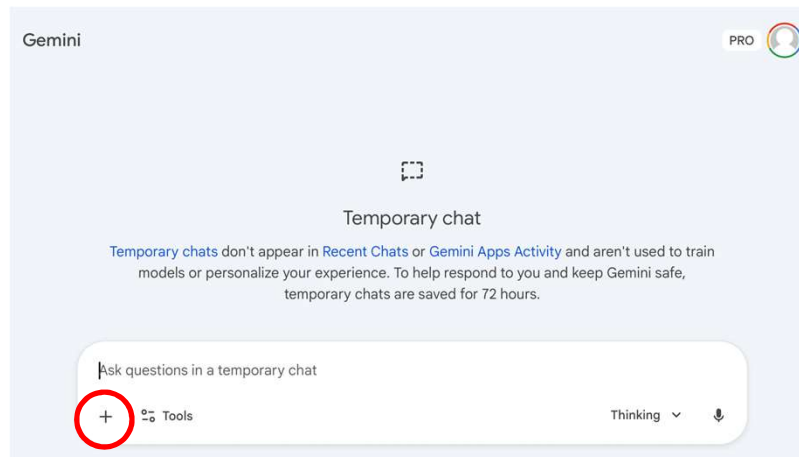 Gemini
PRO
Temporary chat
Temporary chats don't appear in Recent Chats or Gemini Apps Activity and aren't used to train
models or personalize your experience. To help respond to you and keep Gemini safe,
temporary chats are saved for 72 hours.
Ask questions in a temporary chat
+ Tools Thinking